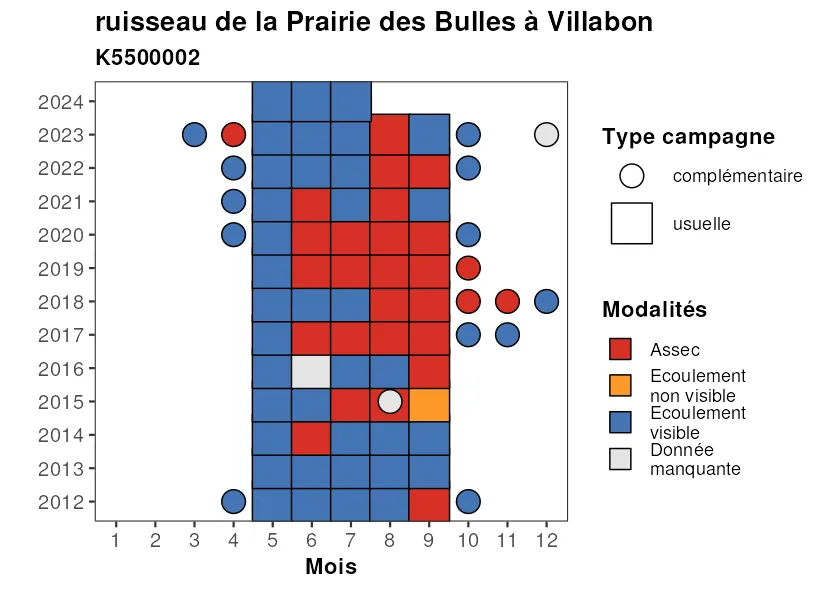 ruisseau de la Prairie des Bulles à Villabon
K5500002
2024
2023
2022
2021
2020
2019
2018
2017
2016
2015
2014
2013
2012
1 2 3 4 5 6 7 8 9 10 11 12
Mois
Type campagne
complémentaire
usuelle
Modalités
Assec
Ecoulement
non visible
Ecoulement
visible
Donnée
manquante